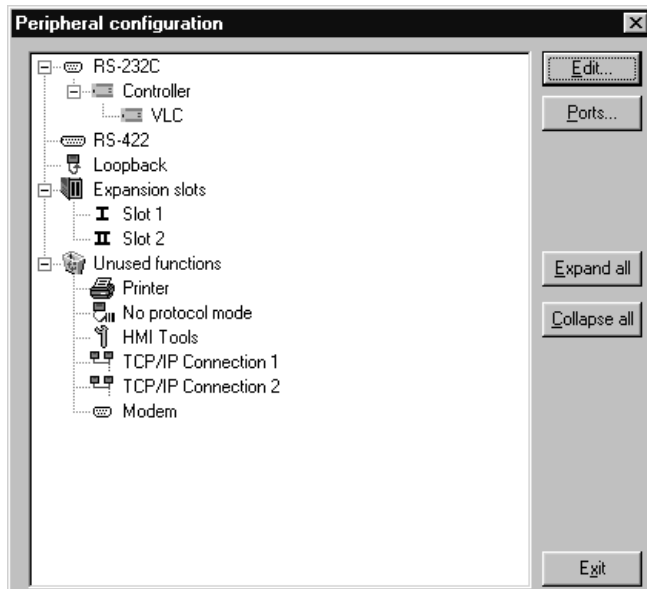 Peripheral configuration
RS-232C
Controller
VLC
RS-422
Loopback
Expansion slots
I Slot 1
II Slot 2
Unused functions
Printer
No protocol mode
HMI Tools
TCP/IP Connection 1
TCP/IP Connection 2
Modem
Edit...
Ports...
Expand all
Collapse all
Exit